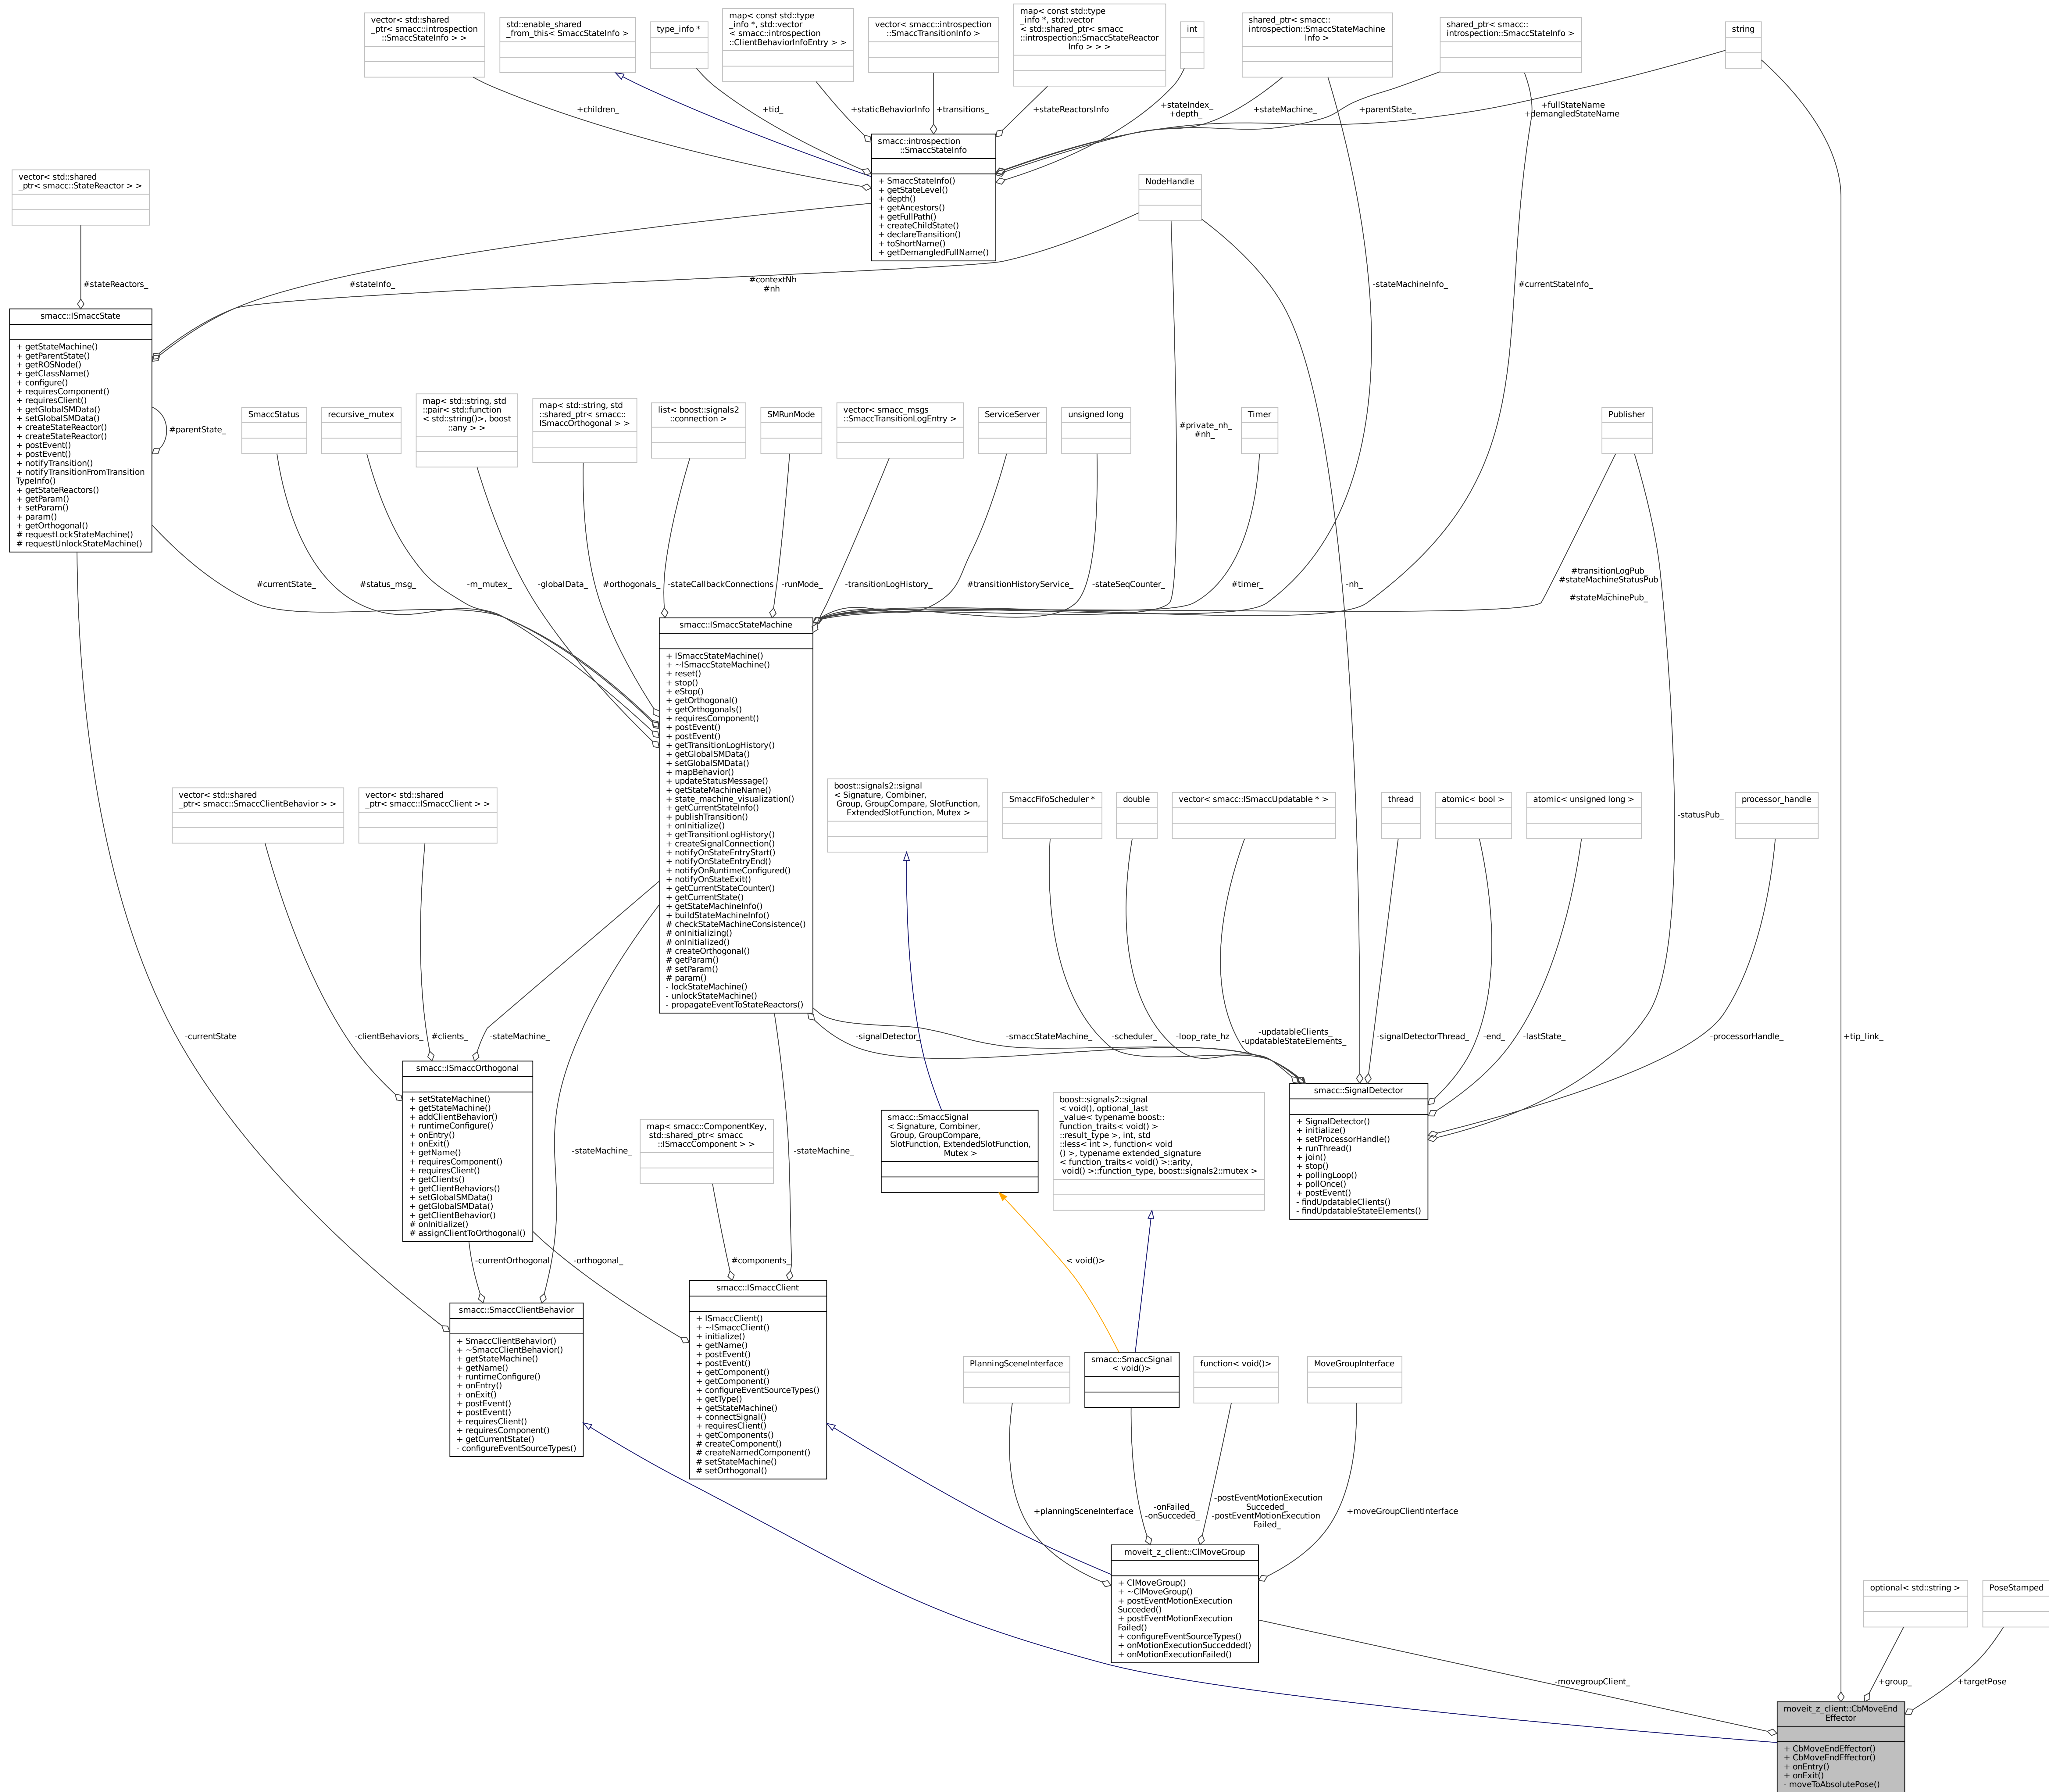 vector< std::shared
_ptr< smacc::introspection
::SmaccStateInfo > >
std::enable_shared
_from_this< SmaccStateInfo >
type_info *
map< const std::type
_info *, std::vector
< smacc::introspection
::ClientBehaviorInfoEntry > >
vector< smacc::introspection
::SmaccTransitionInfo >
map< const std::type
_info *, std::vector
< std::shared_ptr< smacc
::introspection::SmaccStateReactor
Info > > >
int
shared_ptr< smacc::
introspection::SmaccStateMachine
Info >
shared_ptr< smacc::
introspection::SmaccStateInfo >
string
+children_
+tid_
+staticBehaviorInfo
+transitions_
+stateReactorsInfo
+stateIndex_
+depth_
+stateMachine_
+parentState_
+fullStateName
+demangledStateName
smacc::introspection
::SmaccStateInfo
+ SmaccStateInfo()
+ getStateLevel()
+ depth()
+ getAncestors()
+ getFullPath()
+ createChildState()
+ declareTransition()
+ toShortName()
+ getDemangledFullName()
vector< std::shared
_ptr< smacc::StateReactor > >
NodeHandle
#stateReactors_
#stateInfo_
#contextNh
#nh
-stateMachineInfo_
#currentStateInfo_
smacc::ISmaccState
+ getStateMachine()
+ getParentState()
+ getROSNode()
+ getClassName()
+ configure()
+ requiresComponent()
+ requiresClient()
+ getGlobalSMData()
+ setGlobalSMData()
+ createStateReactor()
+ createStateReactor()
+ postEvent()
+ postEvent()
+ notifyTransition()
+ notifyTransitionFromTransition
TypeInfo()
+ getStateReactors()
+ getParam()
+ setParam()
+ param()
+ getOrthogonal()
# requestLockStateMachine()
# requestUnlockStateMachine()
#parentState_
SmaccStatus
recursive_mutex
map< std::string, std
::pair< std::function
< std::string()>, boost
::any > >
map< std::string, std
::shared_ptr< smacc::
ISmaccOrthogonal > >
list< boost::signals2
::connection >
SMRunMode
vector< smacc_msgs
::SmaccTransitionLogEntry >
ServiceServer
unsigned long
#private_nh_
#nh_
Timer
Publisher
#currentState_
#status_msg_
-m_mutex_
-globalData_
#orthogonals_
-stateCallbackConnections
-runMode_
-transitionLogHistory_
#transitionHistoryService_
-stateSeqCounter_
#timer_
-nh_
#transitionLogPub_
#stateMachineStatusPub
_
#stateMachinePub_
smacc::ISmaccStateMachine
+ ISmaccStateMachine()
+ ~ISmaccStateMachine()
+ reset()
+ stop()
+ eStop()
+ getOrthogonal()
+ getOrthogonals()
+ requiresComponent()
+ postEvent()
+ postEvent()
+ getTransitionLogHistory()
+ getGlobalSMData()
+ setGlobalSMData()
+ mapBehavior()
+ updateStatusMessage()
+ getStateMachineName()
+ state_machine_visualization()
+ getCurrentStateInfo()
+ publishTransition()
+ onInitialize()
+ getTransitionLogHistory()
+ createSignalConnection()
+ notifyOnStateEntryStart()
+ notifyOnStateEntryEnd()
+ notifyOnRuntimeConfigured()
+ notifyOnStateExit()
+ getCurrentStateCounter()
+ getCurrentState()
+ getStateMachineInfo()
+ buildStateMachineInfo()
# checkStateMachineConsistence()
# onInitializing()
# onInitialized()
# createOrthogonal()
# getParam()
# setParam()
# param()
- lockStateMachine()
- unlockStateMachine()
- propagateEventToStateReactors()
vector< std::shared
_ptr< smacc::SmaccClientBehavior > >
vector< std::shared
_ptr< smacc::ISmaccClient > >
boost::signals2::signal
< Signature, Combiner,
Group, GroupCompare, SlotFunction,
ExtendedSlotFunction, Mutex >
SmaccFifoScheduler *
double
vector< smacc::ISmaccUpdatable * >
thread
atomic< bool >
atomic< unsigned long >
-statusPub_
processor_handle
-currentState
-clientBehaviors_
#clients_
-stateMachine_
-signalDetector_
-smaccStateMachine_
-scheduler_
-loop_rate_hz
-updatableClients_
-updatableStateElements_
-signalDetectorThread_
-end_
-lastState_
-processorHandle_
+tip_link_
smacc::ISmaccOrthogonal
+ setStateMachine()
+ getStateMachine()
+ addClientBehavior()
+ runtimeConfigure()
+ onEntry()
+ onExit()
+ getName()
+ requiresComponent()
+ requiresClient()
+ getClients()
+ getClientBehaviors()
+ setGlobalSMData()
+ getGlobalSMData()
+ getClientBehavior()
# onInitialize()
# assignClientToOrthogonal()
-stateMachine_
map< smacc::ComponentKey,
std::shared_ptr< smacc
::ISmaccComponent > >
-stateMachine_
smacc::SmaccSignal
< Signature, Combiner,
Group, GroupCompare,
SlotFunction, ExtendedSlotFunction,
Mutex >
boost::signals2::signal
< void(), optional_last
_value< typename boost::
function_traits< void() >
::result_type >, int, std
::less< int >, function< void
() >, typename extended_signature
< function_traits< void() >::arity,
void() >::function_type, boost::signals2::mutex >
smacc::SignalDetector
+ SignalDetector()
+ initialize()
+ setProcessorHandle()
+ runThread()
+ join()
+ stop()
+ pollingLoop()
+ pollOnce()
+ postEvent()
- findUpdatableClients()
- findUpdatableStateElements()
-currentOrthogonal
-orthogonal_
#components_
< void()>
smacc::SmaccClientBehavior
+ SmaccClientBehavior()
+ ~SmaccClientBehavior()
+ getStateMachine()
+ getName()
+ runtimeConfigure()
+ onEntry()
+ onExit()
+ postEvent()
+ postEvent()
+ requiresClient()
+ requiresComponent()
+ getCurrentState()
- configureEventSourceTypes()
smacc::ISmaccClient
+ ISmaccClient()
+ ~ISmaccClient()
+ initialize()
+ getName()
+ postEvent()
+ postEvent()
+ getComponent()
+ getComponent()
+ configureEventSourceTypes()
+ getType()
+ getStateMachine()
+ connectSignal()
+ requiresClient()
+ getComponents()
# createComponent()
# createNamedComponent()
# setStateMachine()
# setOrthogonal()
PlanningSceneInterface
smacc::SmaccSignal
< void()>
function< void()>
MoveGroupInterface
+planningSceneInterface
-onFailed_
-onSucceded_
-postEventMotionExecution
Succeded_
-postEventMotionExecution
Failed_
+moveGroupClientInterface
moveit_z_client::ClMoveGroup
+ ClMoveGroup()
+ ~ClMoveGroup()
+ postEventMotionExecution
Succeded()
+ postEventMotionExecution
Failed()
+ configureEventSourceTypes()
+ onMotionExecutionSuccedded()
+ onMotionExecutionFailed()
optional< std::string >
PoseStamped
-movegroupClient_
+group_
+targetPose
moveit_z_client::CbMoveEnd
Effector
+ CbMoveEndEffector()
+ CbMoveEndEffector()
+ onEntry()
+ onExit()
- moveToAbsolutePose()